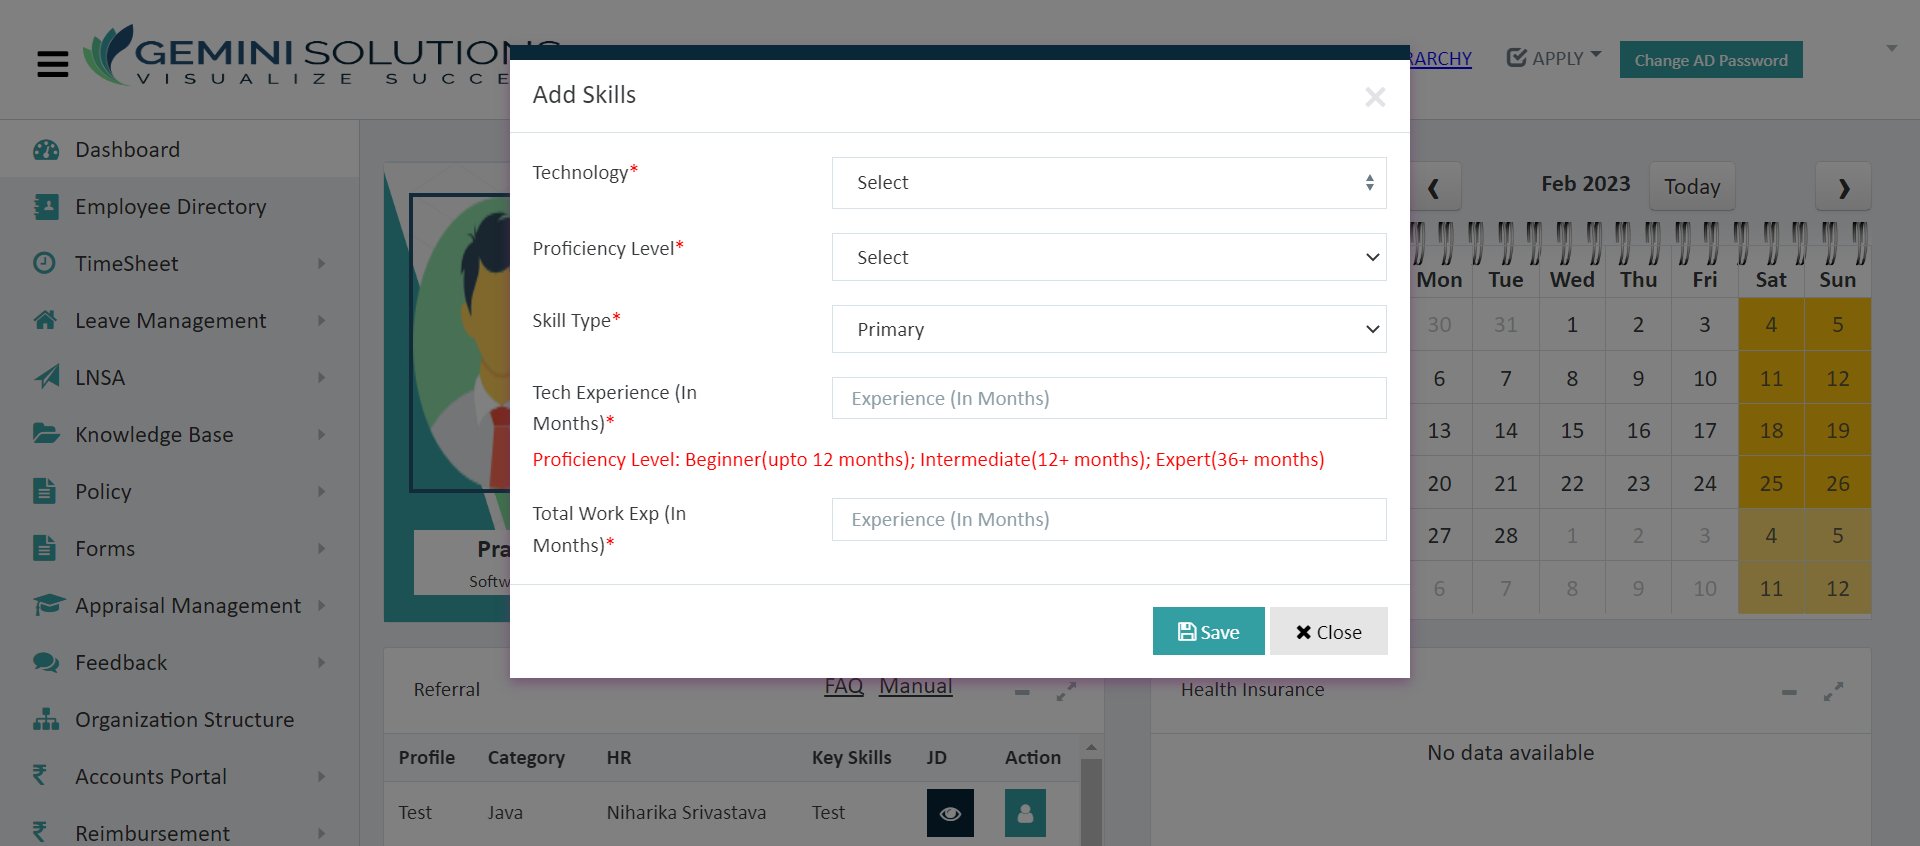 GEMINI SOLUTIONS
VISUALIZE SUCCE
RARCHY
APPLY
Change AD Password
Dashboard
Employee Directory
TimeSheet
Leave Management
LNSA
Knowledge Base
Policy
Forms
Appraisal Management
Feedback
Organization Structure
Accounts Portal
Reimbursement
Pra
Softw
Add Skills
×
Technology*
Select
Proficiency Level*
Select
Skill Type*
Primary
Tech Experience (In
Months)*
Experience (In Months)
Proficiency Level: Beginner(upto 12 months); Intermediate(12+ months); Expert(36+ months)
Total Work Exp (In
Months)*
Experience (In Months)
Save
Close
Feb 2023
Today
Mon Tue Wed Thu Fri Sat Sun
30 31 1 2 3 4 5
6 7 8 9 10 11 12
13 14 15 16 17 18 19
20 21 22 23 24 25 26
27 28 1 2 3 4 5
6 7 8 9 10 11 12
Referral
FAQ Manual
Profile Category HR Key Skills JD Action
Test Java Niharika Srivastava Test
Health Insurance
No data available